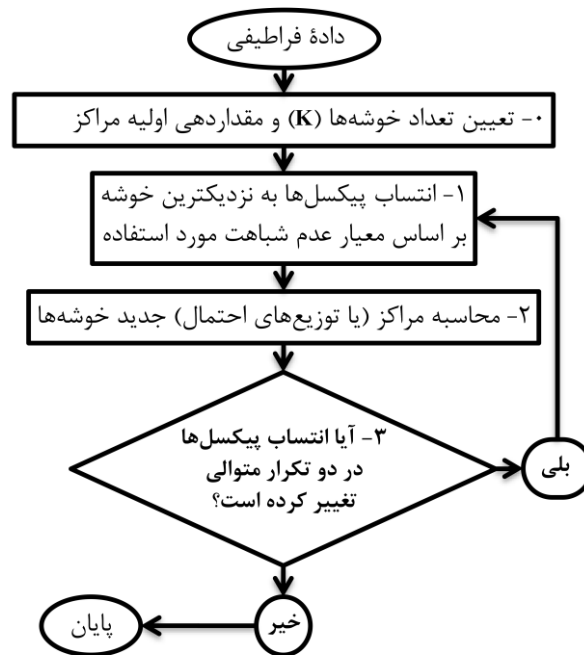 دادهٔ فراطیفی
۰- تعیین تعداد خوشه‌ها (K) و مقداردهی اولیه مراکز
۱- انتساب پیکسل‌ها به نزدیکترین خوشه
بر اساس معیار عدم شباهت مورد استفاده
۲- محاسبه مراکز (یا توزیع‌های احتمال) جدید خوشه‌ها
۳- آیا انتساب پیکسل‌ها
در دو تکرار متوالی
تغییر کرده است؟
بلی
خیر
پایان